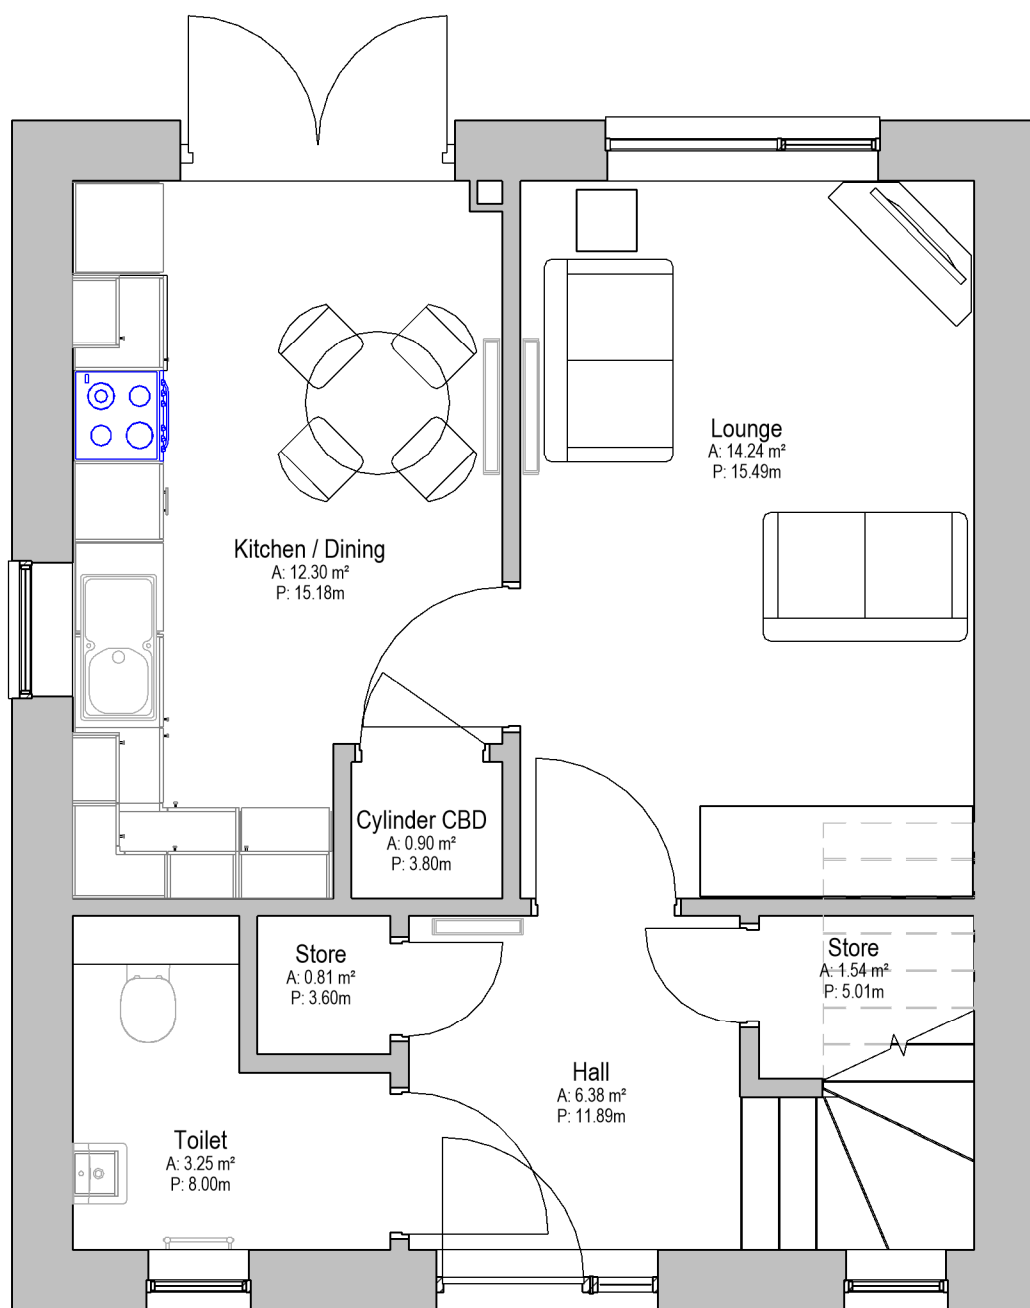 Lounge
A: 14.24 m²
P: 15.49m
Kitchen / Dining
A: 12.30 m²
P: 15.18m
Cylinder CBD
A: 0.90 m²
P: 3.80m
Store
A: 0.81 m²
P: 3.60m
Store
A: 1.54 m²
P: 5.01m
Hall
A: 6.38 m²
P: 11.89m
Toilet
A: 3.25 m²
P: 8.00m